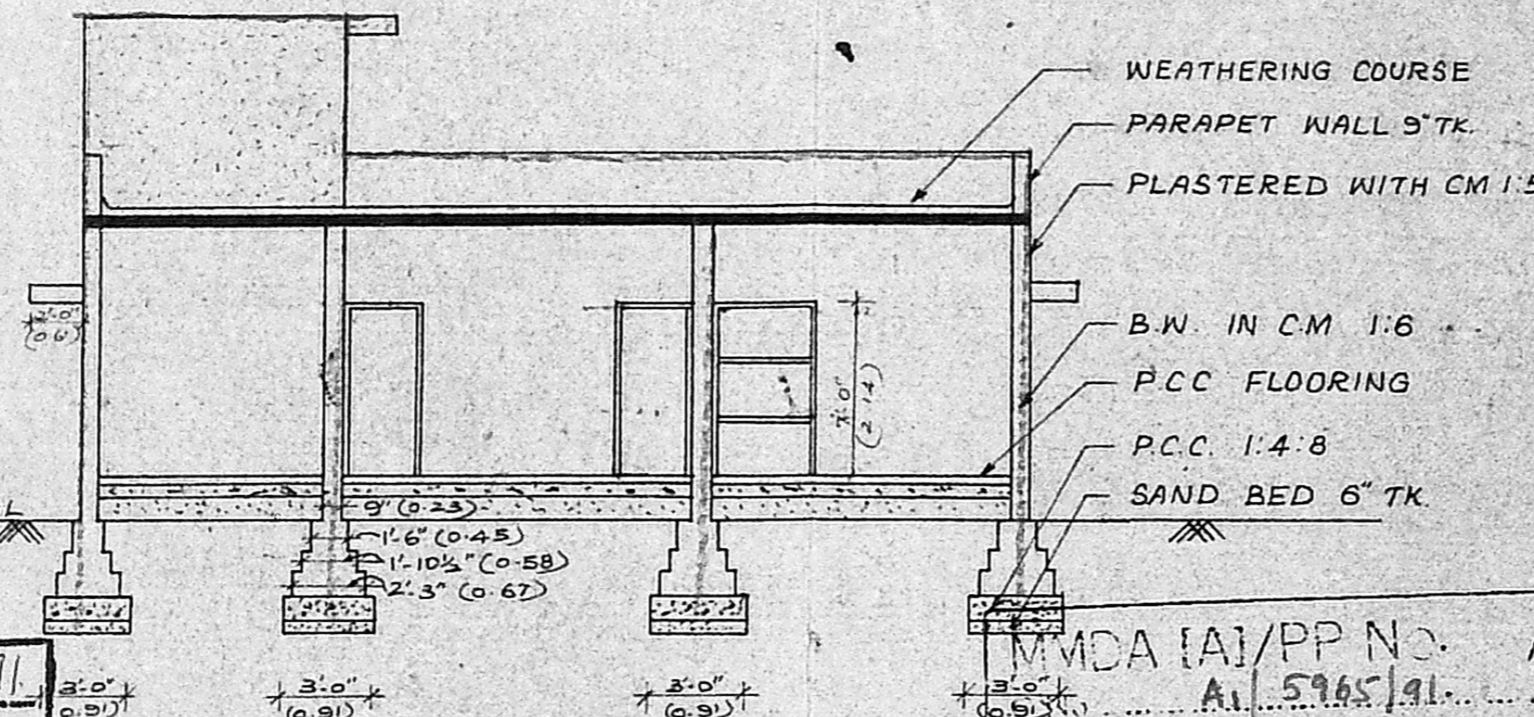 WEATHERING COURSE
PARAPET WALL 9" TK.
PLASTERED WITH CM 1:5
2'-0"
(0.6)
B.W. IN C.M 1:6
7'-0"
(2.14)
P.C.C FLOORING
P.C.C. 1:4:8
SAND BED 6" TK.
L
9" (0.23)
1'-6" (0.45)
1'-10½" (0.58)
2'-3" (0.67)
MMDA [A]/PP NO.
A1/5965/91
3'-0"
(0.91)
3'-0"
(0.91)
3'-0"
(0.91)
3'-0"
(0.91)